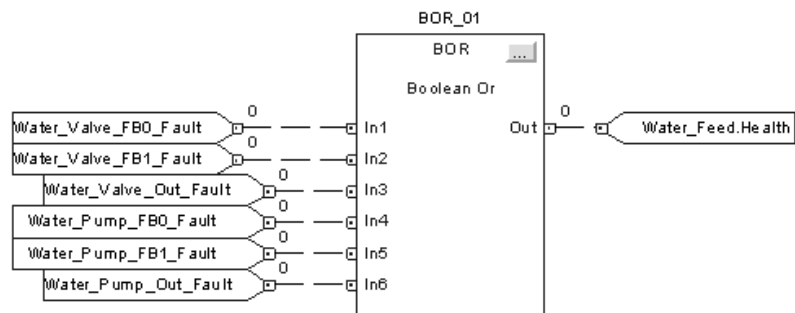 BOR_01
BOR
...
Boolean Or
0
Water_Valve_FB0_Fault
In1
0
Out
Water_Feed.Health
0
Water_Valve_FB1_Fault
In2
0
Water_Valve_Out_Fault
In3
0
Water_Pump_FB0_Fault
In4
0
Water_Pump_FB1_Fault
In5
0
Water_Pump_Out_Fault
In6